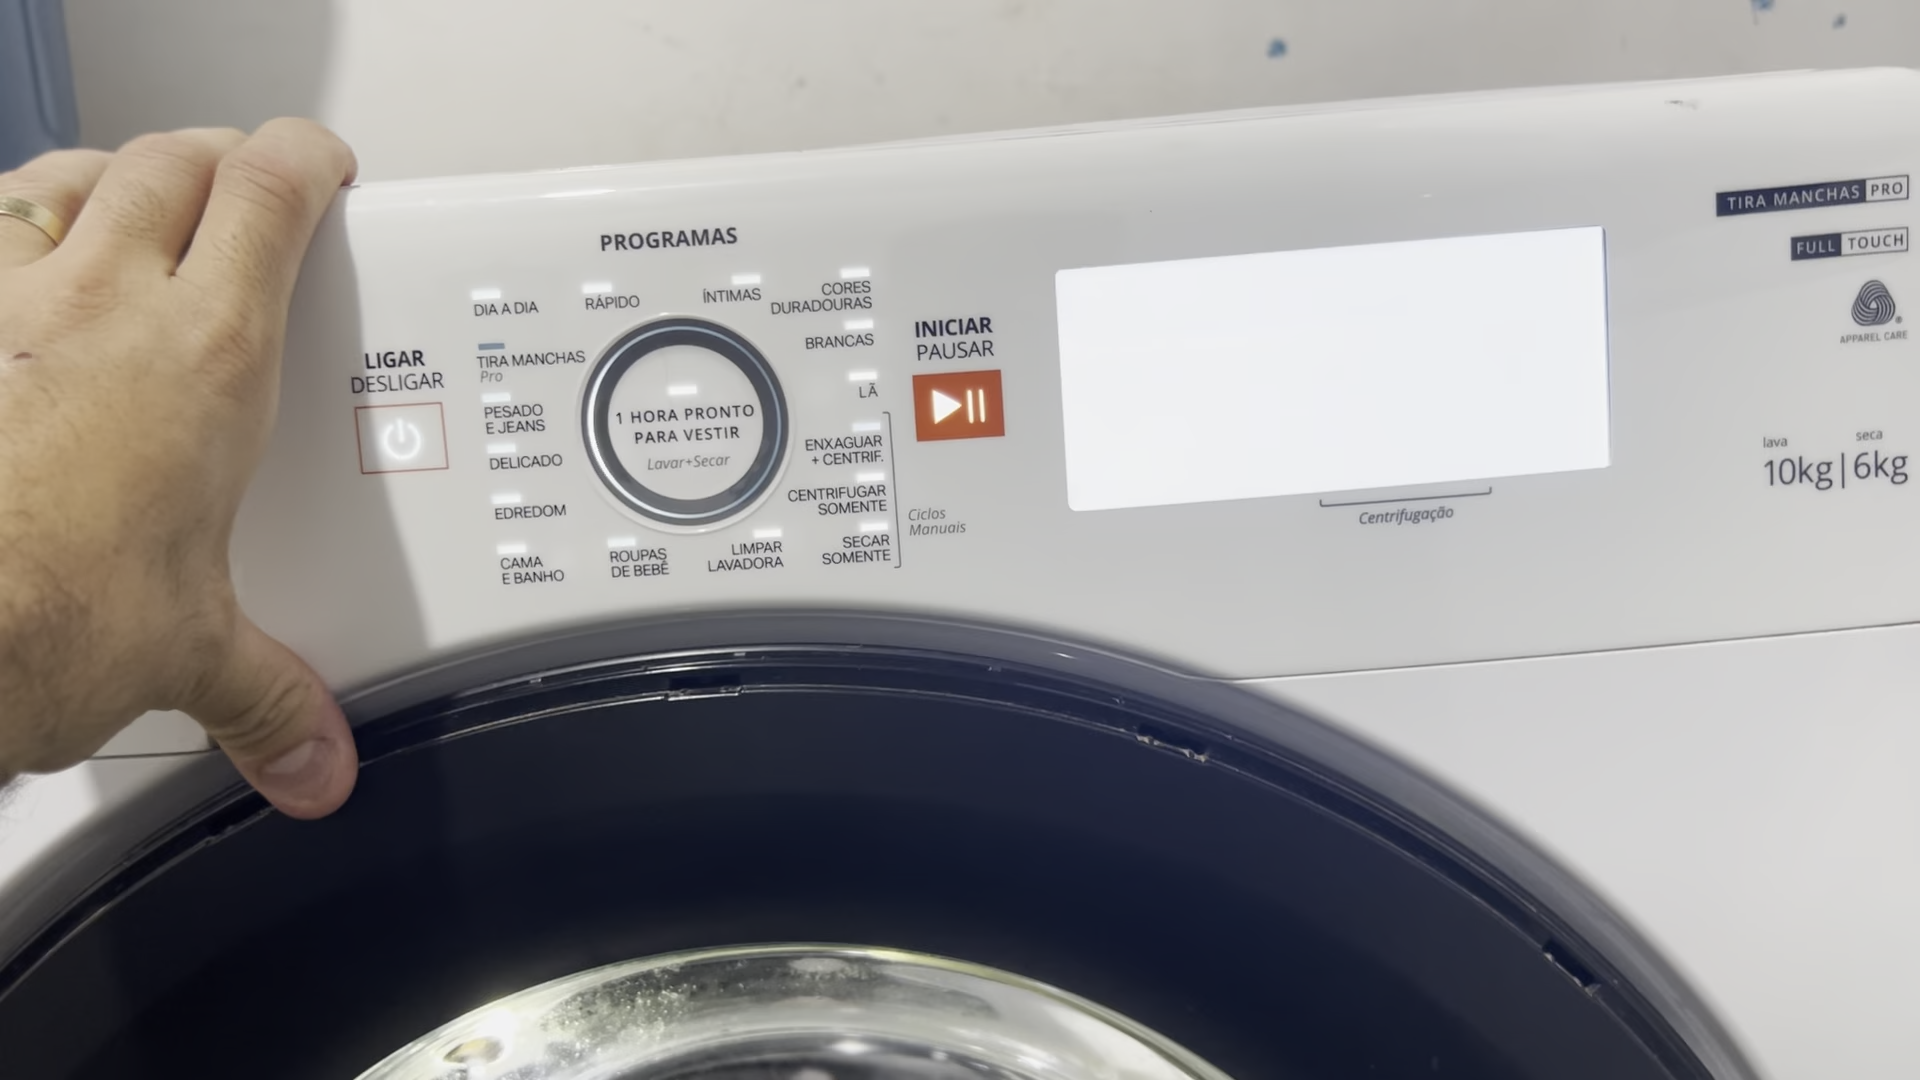 PROGRAMAS
DIA A DIA
RÁPIDO
ÍNTIMAS
CORES
DURADOURAS
TIRA MANCHAS
Pro
BRANCAS
PESADO
E JEANS
LÃ
DELICADO
ENXAGUAR
+ CENTRIF.
EDREDOM
CENTRIFUGAR
SOMENTE
CAMA
E BANHO
ROUPAS
DE BEBÊ
LIMPAR
LAVADORA
SECAR
SOMENTE
1 HORA PRONTO
PARA VESTIR
Lavar+Secar
LIGAR
DESLIGAR
INICIAR
PAUSAR
Ciclos
Manuais
Centrifugação
TIRA MANCHAS PRO
FULL TOUCH
APPAREL CARE
lava seca
10kg|6kg